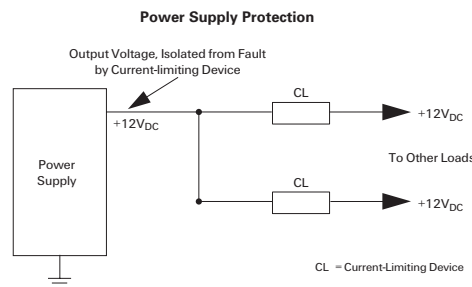 Power Supply Protection
Output Voltage, Isolated from Fault
by Current-limiting Device
+12VDC
Power
Supply
CL
+12VDC
To Other Loads
CL
+12VDC
CL = Current-Limiting Device